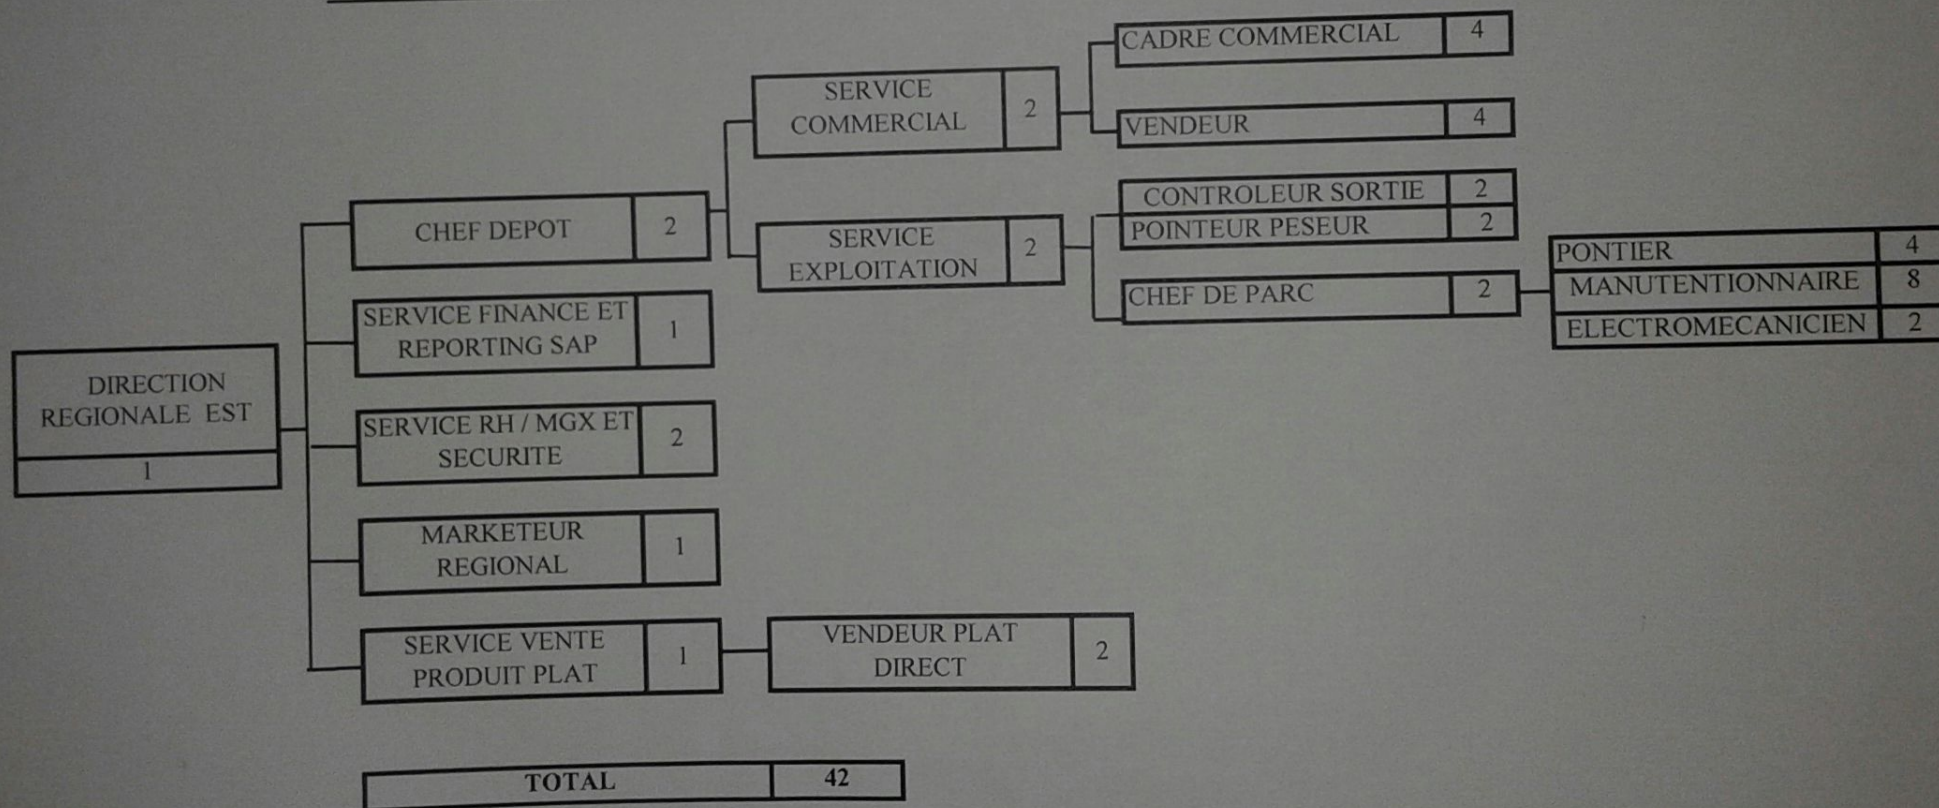 CADRE COMMERCIAL 4
SERVICE
COMMERCIAL 2
VENDEUR 4
CHEF DEPOT 2
SERVICE
EXPLOITATION 2
CONTROLEUR SORTIE 2
POINTEUR PESEUR 2
CHEF DE PARC 2
PONTIER 4
MANUTENTIONNAIRE 8
ELECTROMECANICIEN 2
SERVICE FINANCE ET
REPORTING SAP 1
DIRECTION
REGIONALE EST
1
SERVICE RH / MGX ET
SECURITE 2
MARKETEUR
REGIONAL 1
SERVICE VENTE
PRODUIT PLAT 1
VENDEUR PLAT
DIRECT 2
TOTAL 42